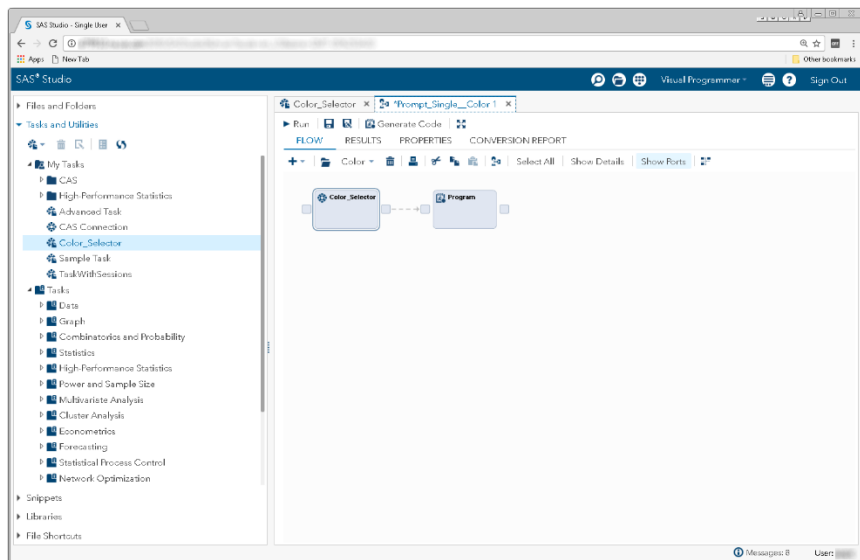 SAS Studio - Single User
Apps New Tab Other bookmarks
SAS® Studio Visual Programmer Sign Out
Files and Folders
Tasks and Utilities
My Tasks
CAS
High-Performance Statistics
Advanced Task
CAS Connection
Color_Selector
Sample Task
TaskWithSessions
Tasks
Data
Graph
Combinatorics and Probability
Statistics
High-Performance Statistics
Power and Sample Size
Multivariate Analysis
Cluster Analysis
Econometrics
Forecasting
Statistical Process Control
Network Optimization
Snippets
Libraries
File Shortcuts
Color_Selector *Prompt_Single__Color 1
Run Generate Code
FLOW RESULTS PROPERTIES CONVERSION REPORT
Color Select All Show Details Show Ports
Color_Selector Program
Messages: 8 User: